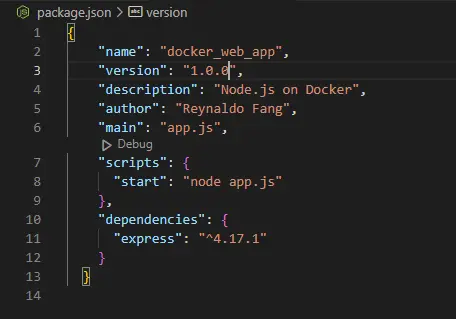 package.json > abc version
1 {
2 "name": "docker_web_app",
3 "version": "1.0.0",
4 "description": "Node.js on Docker",
5 "author": "Reynaldo Fang",
6 "main": "app.js",
Debug
7 "scripts": {
8 "start": "node app.js"
9 },
10 "dependencies": {
11 "express": "^4.17.1"
12 }
13 }
14